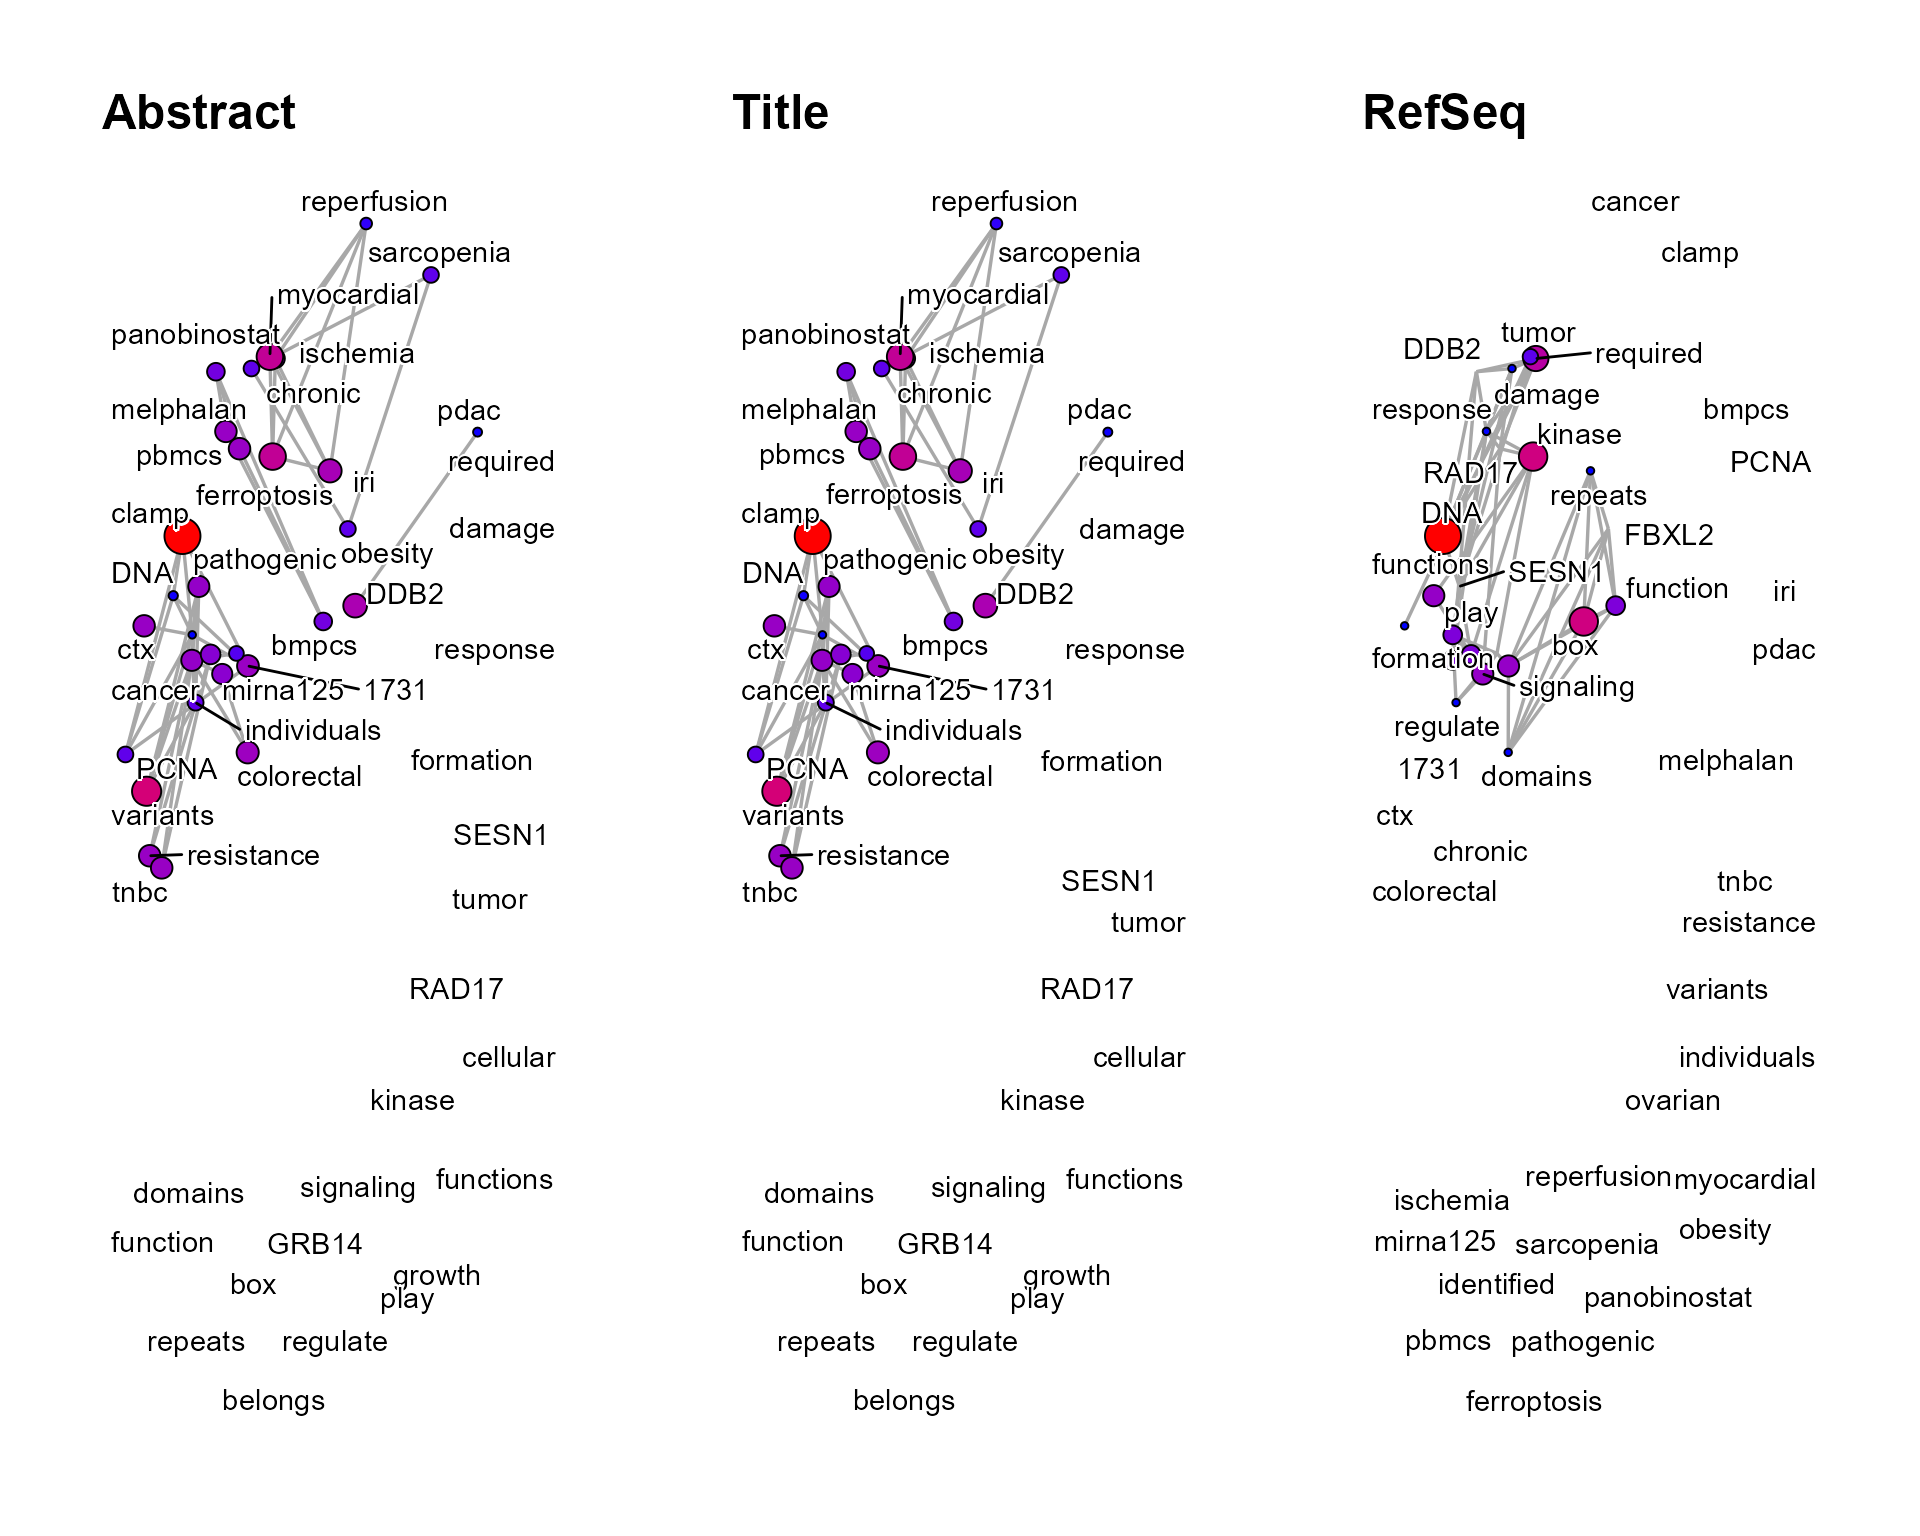 Abstract
reperfusion
sarcopenia
myocardial
panobinostat
ischemia
chronic
melphalan
pdac
pbmcs
required
iri
ferroptosis
clamp
damage
pathogenic
obesity
DNA
DDB2
ctx
bmpcs
response
cancer
mirna125
1731
individuals
formation
PCNA
colorectal
variants
SESN1
resistance
tnbc
tumor
RAD17
cellular
kinase
domains
signaling
functions
function
GRB14
growth
box
play
repeats
regulate
belongs
Title
reperfusion
sarcopenia
myocardial
panobinostat
ischemia
chronic
melphalan
pdac
pbmcs
required
iri
ferroptosis
clamp
damage
pathogenic
obesity
DNA
DDB2
ctx
bmpcs
response
cancer
mirna125
1731
individuals
formation
PCNA
colorectal
variants
resistance
SESN1
tnbc
tumor
RAD17
cellular
kinase
domains
signaling
functions
function
GRB14
growth
box
play
repeats
regulate
belongs
RefSeq
cancer
clamp
tumor
DDB2
required
damage
response
bmpcs
kinase
RAD17
PCNA
repeats
DNA
FBXL2
functions
SESN1
function
iri
play
box
formation
pdac
signaling
regulate
1731
domains
melphalan
ctx
chronic
colorectal
tnbc
resistance
variants
individuals
ovarian
reperfusion
myocardial
ischemia
obesity
mirna125
sarcopenia
identified
panobinostat
pbmcs
pathogenic
ferroptosis